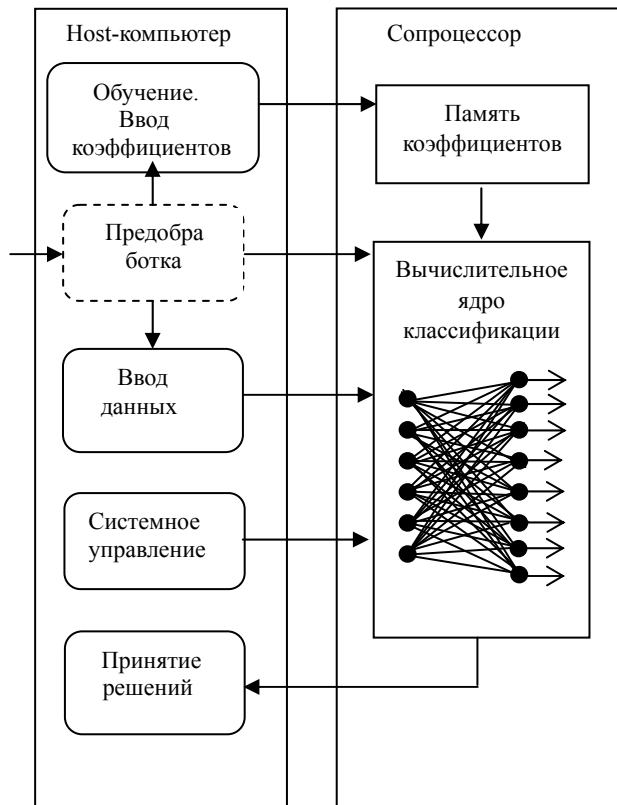 Host-компьютер
Обучение.
Ввод
коэффициентов
Предобра
ботка
Ввод
данных
Системное
управление
Принятие
решений
Сопроцессор
Память
коэффициентов
Вычислительное
ядро
классификации